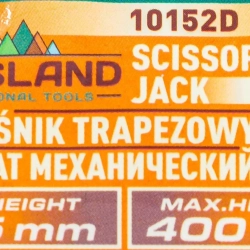 10152D
SCISSOR
JACK
SLAND
ONAL TOOLS
ŚNIK TRAPEZOWY
АТ МЕХАНИЧЕСКИЙ
HEIGHT
5 mm
MAX.H
400